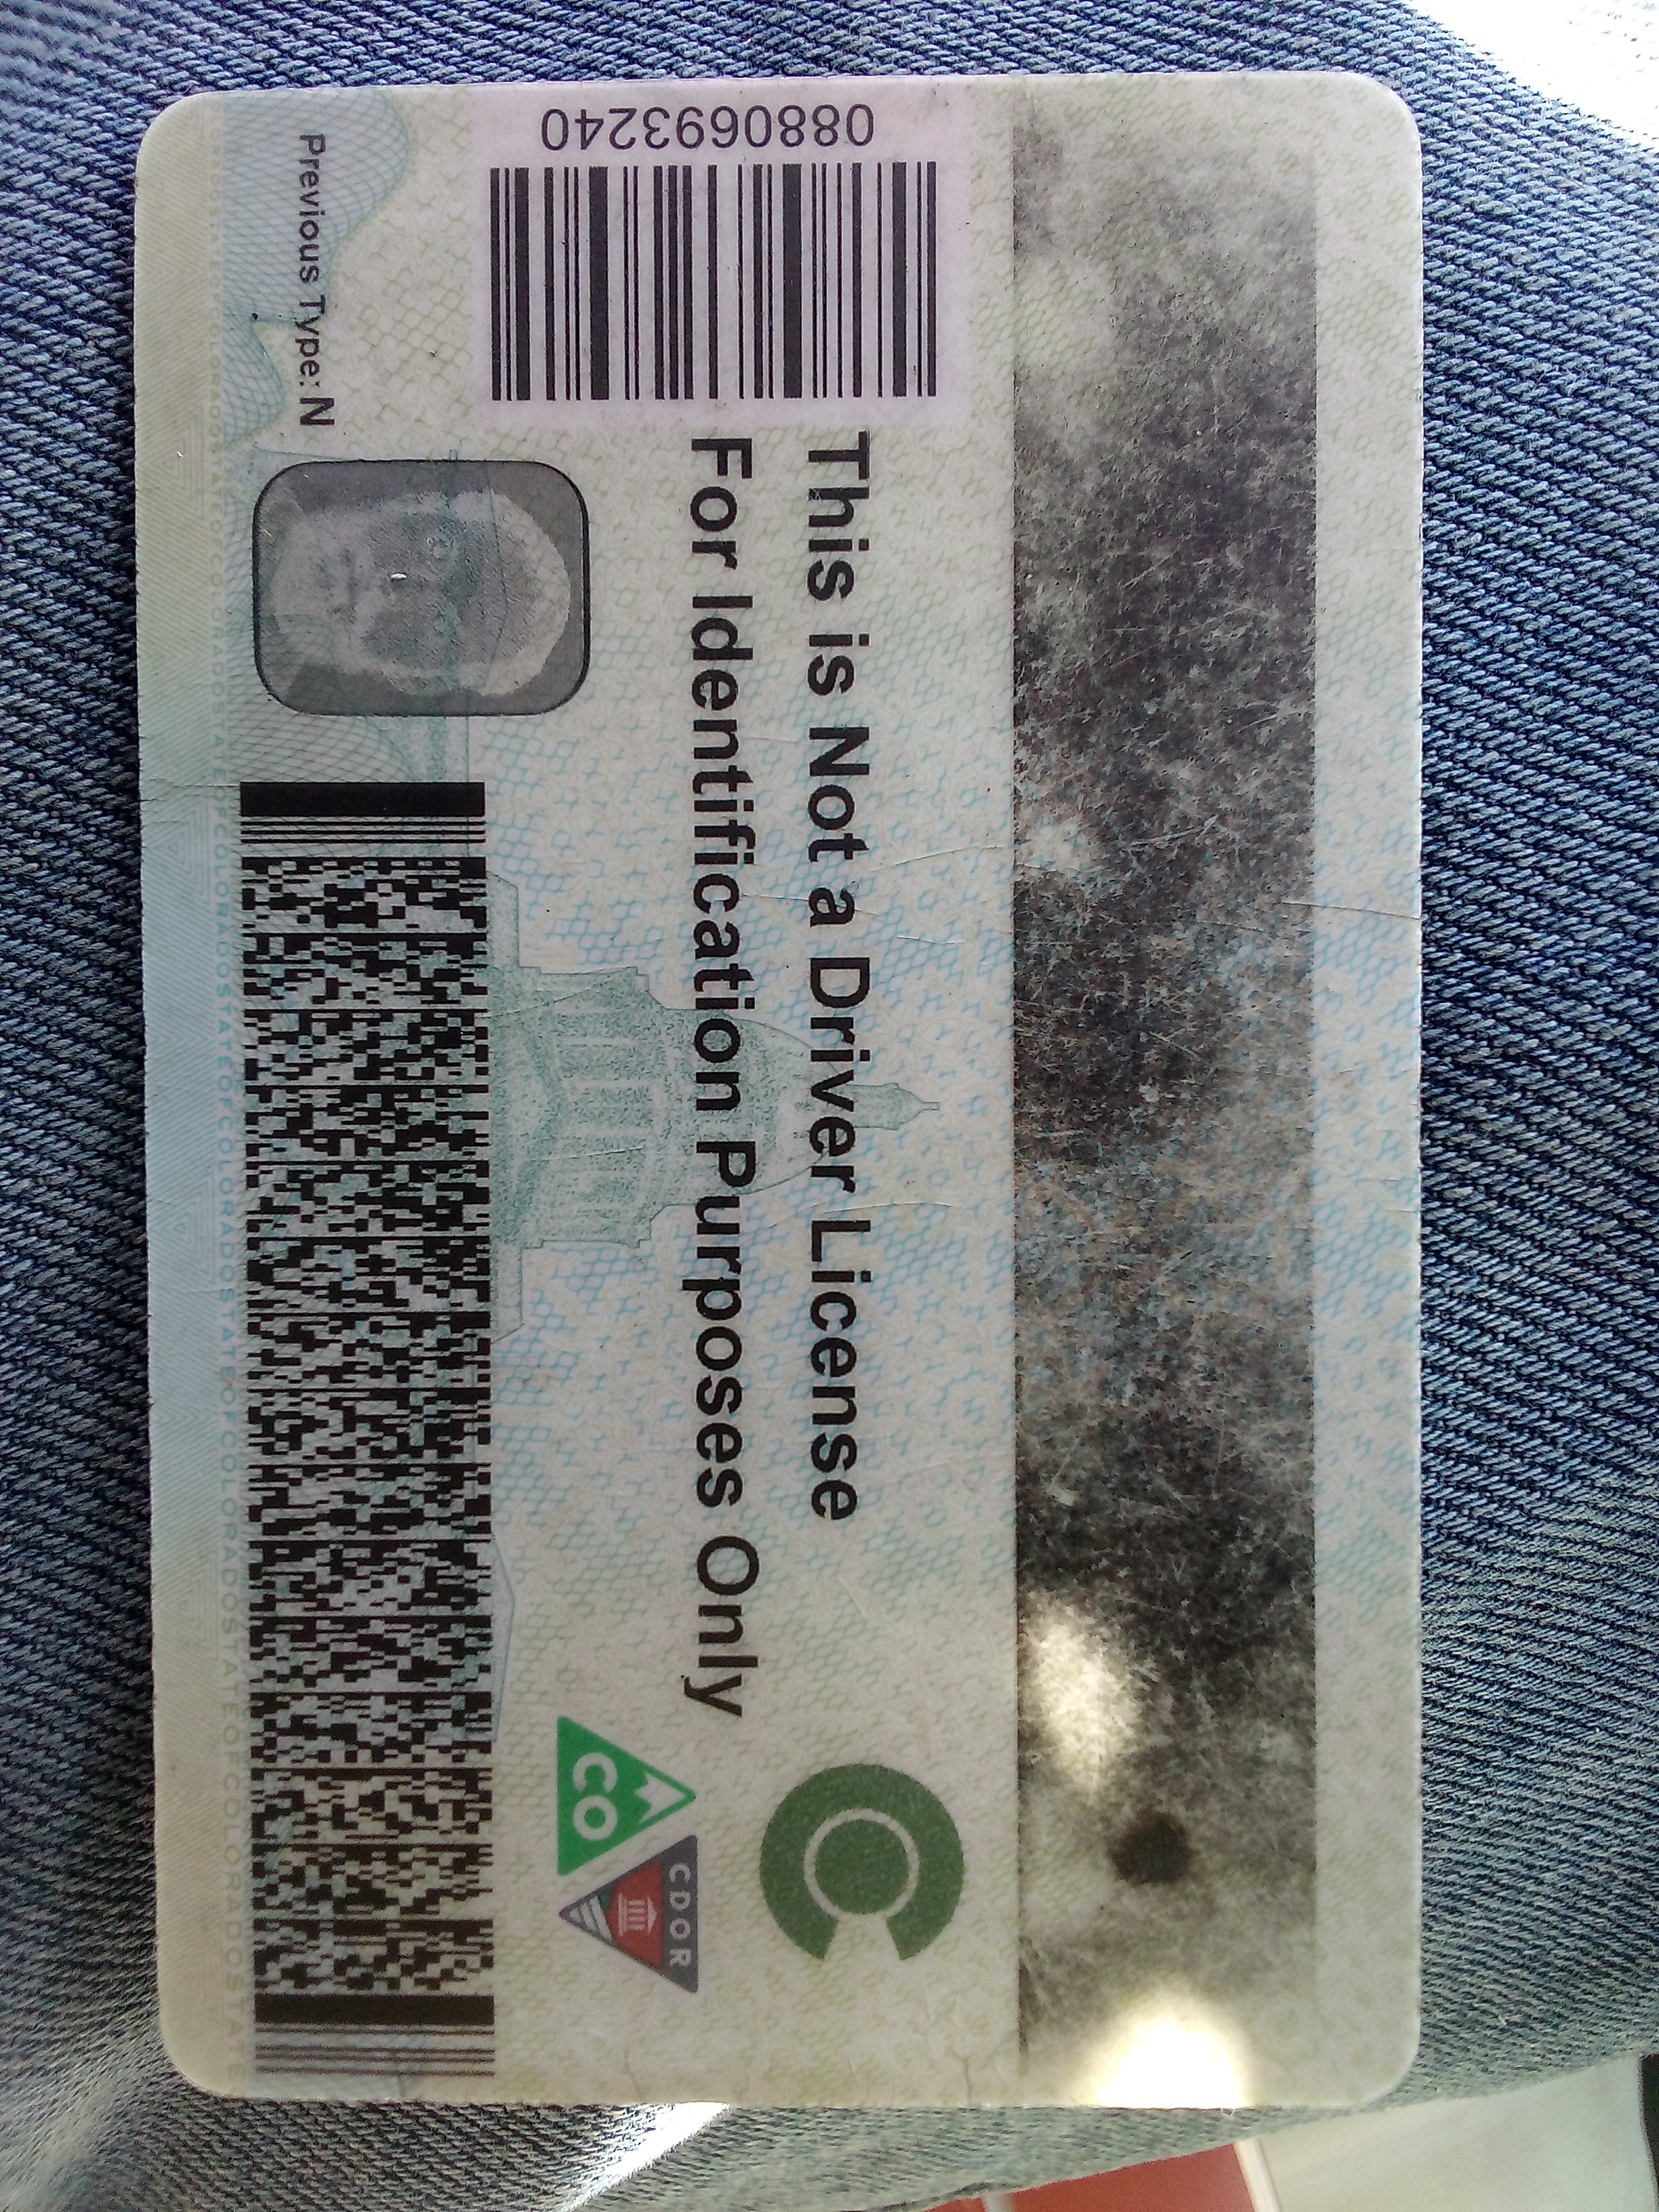 This is Not a Driver License
For Identification Purposes Only
0880693240
Previous Type: N
CO
CDOR